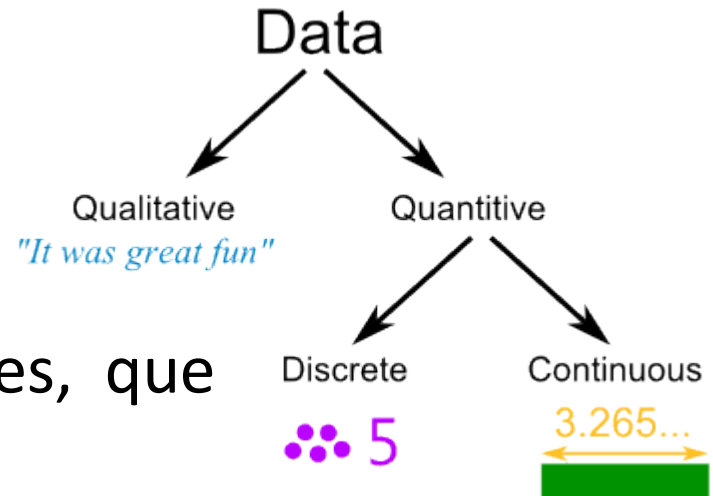 Data
Qualitative Quantitive
"It was great fun"
es, que Discrete Continuous
5 3.265...